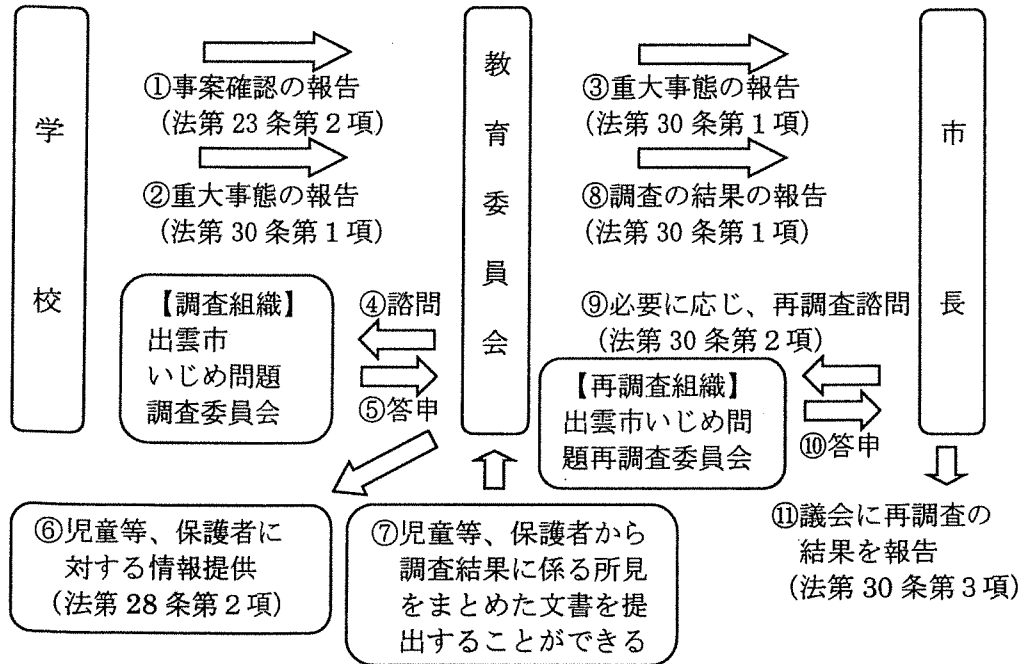 学校
教育委員会
市長
①事案確認の報告
(法第23条第2項)
②重大事態の報告
(法第30条第1項)
③重大事態の報告
(法第30条第1項)
⑧調査の結果の報告
(法第30条第1項)
【調査組織】
出雲市
いじめ問題
調査委員会
④諮問
⑤答申
⑨必要に応じ、再調査諮問
(法第30条第2項)
【再調査組織】
出雲市いじめ問
題再調査委員会
⑩答申
⑥児童等、保護者に
対する情報提供
(法第28条第2項)
⑦児童等、保護者から
調査結果に係る所見
をまとめた文書を提
出することができる
⑪議会に再調査の
結果を報告
(法第30条第3項)